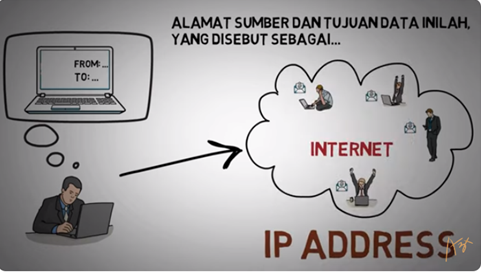 ALAMAT SUMBER DAN TUJUAN DATA INILAH,
YANG DISEBUT SEBAGAI...
FROM: ...
TO: ...
INTERNET
IP ADDRESS